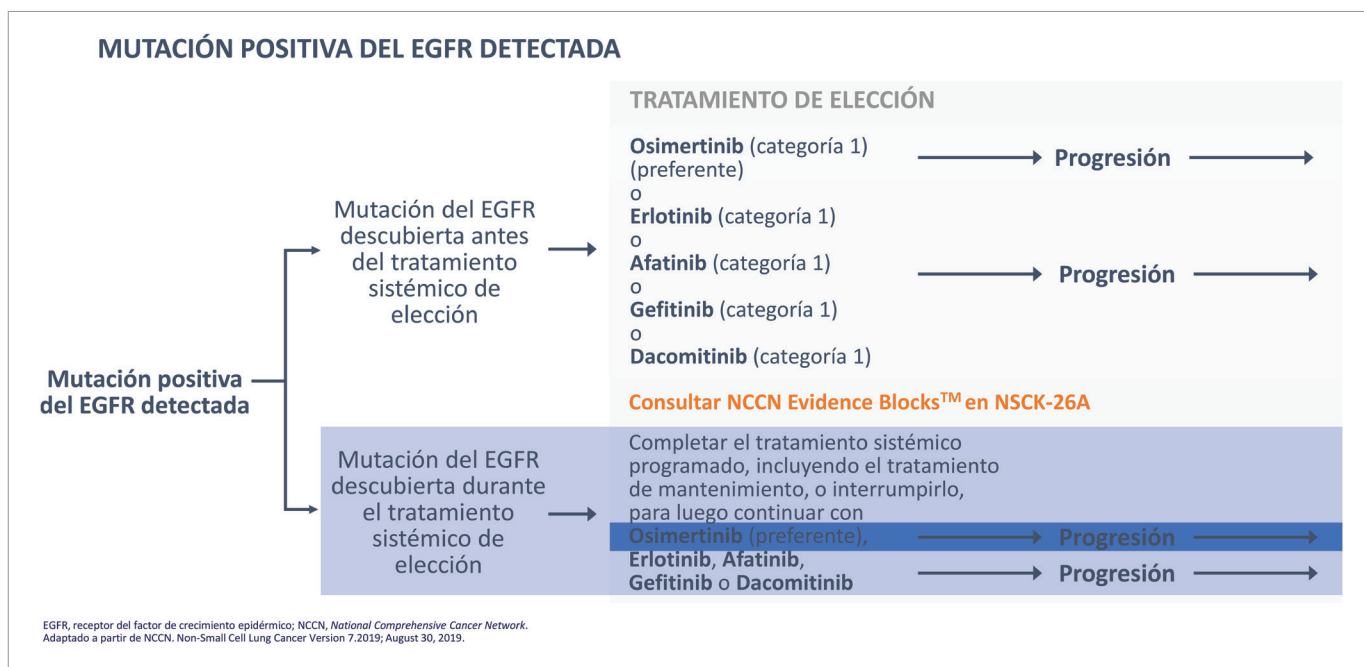 MUTACIÓN POSITIVA DEL EGFR DETECTADA
TRATAMIENTO DE ELECCIÓN
Mutación positiva
del EGFR detectada
Mutación del EGFR
descubierta antes
del tratamiento
sistémico de
elección
Osimertinib (categoría 1)
(preferente)
o
Erlotinib (categoría 1)
o
Afatinib (categoría 1)
o
Gefitinib (categoría 1)
o
Dacomitinib (categoría 1)
Progresión
Progresión
Consultar NCCN Evidence Blocks™ en NSCK-26A
Mutación del EGFR
descubierta durante
el tratamiento
sistémico de
elección
Completar el tratamiento sistémico
programado, incluyendo el tratamiento
de mantenimiento, o interrumpirlo,
para luego continuar con
Osimertinib (preferente),
Erlotinib, Afatinib,
Gefitinib o Dacomitinib
Progresión
Progresión
EGFR, receptor del factor de crecimiento epidérmico; NCCN, National Comprehensive Cancer Network.
Adaptado a partir de NCCN. Non-Small Cell Lung Cancer Version 7.2019; August 30, 2019.